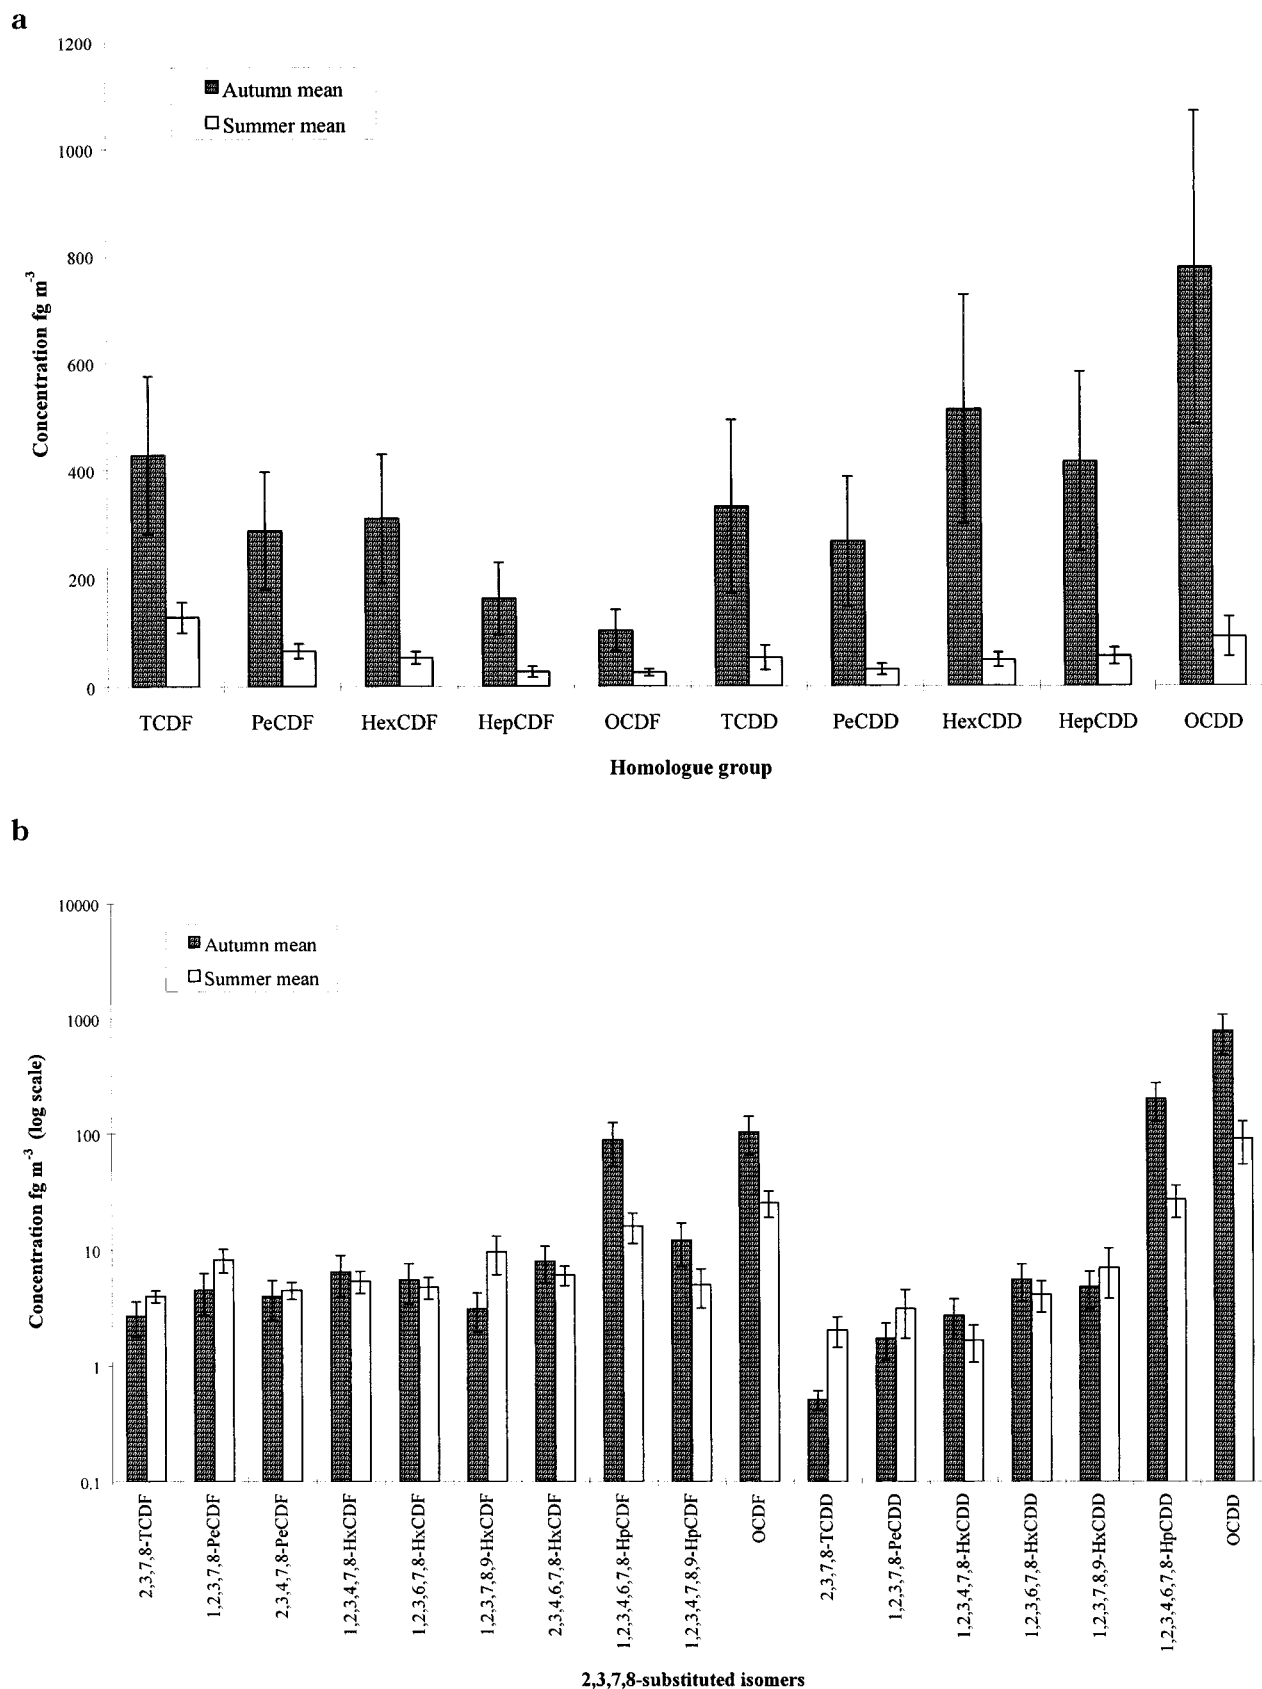 a
1200
1000
800
600
400
200
0
Autumn mean
Summer mean
Concentration fg m⁻³
TCDF PeCDF HexCDF HepCDF OCDF TCDD PeCDD HexCDD HepCDD OCDD
Homologue group
b
10000
1000
100
10
1
0.1
Autumn mean
Summer mean
Concentration fg m⁻³ (log scale)
2,3,7,8-TCDF
1,2,3,7,8-PeCDF
2,3,4,7,8-PeCDF
1,2,3,4,7,8-HxCDF
1,2,3,6,7,8-HxCDF
1,2,3,7,8,9-HxCDF
2,3,4,6,7,8-HxCDF
1,2,3,4,6,7,8-HpCDF
1,2,3,4,7,8,9-HpCDF
OCDF
2,3,7,8-TCDD
1,2,3,7,8-PeCDD
1,2,3,4,7,8-HxCDD
1,2,3,6,7,8-HxCDD
1,2,3,7,8,9-HxCDD
1,2,3,4,6,7,8-HpCDD
OCDD
2,3,7,8-substituted isomers